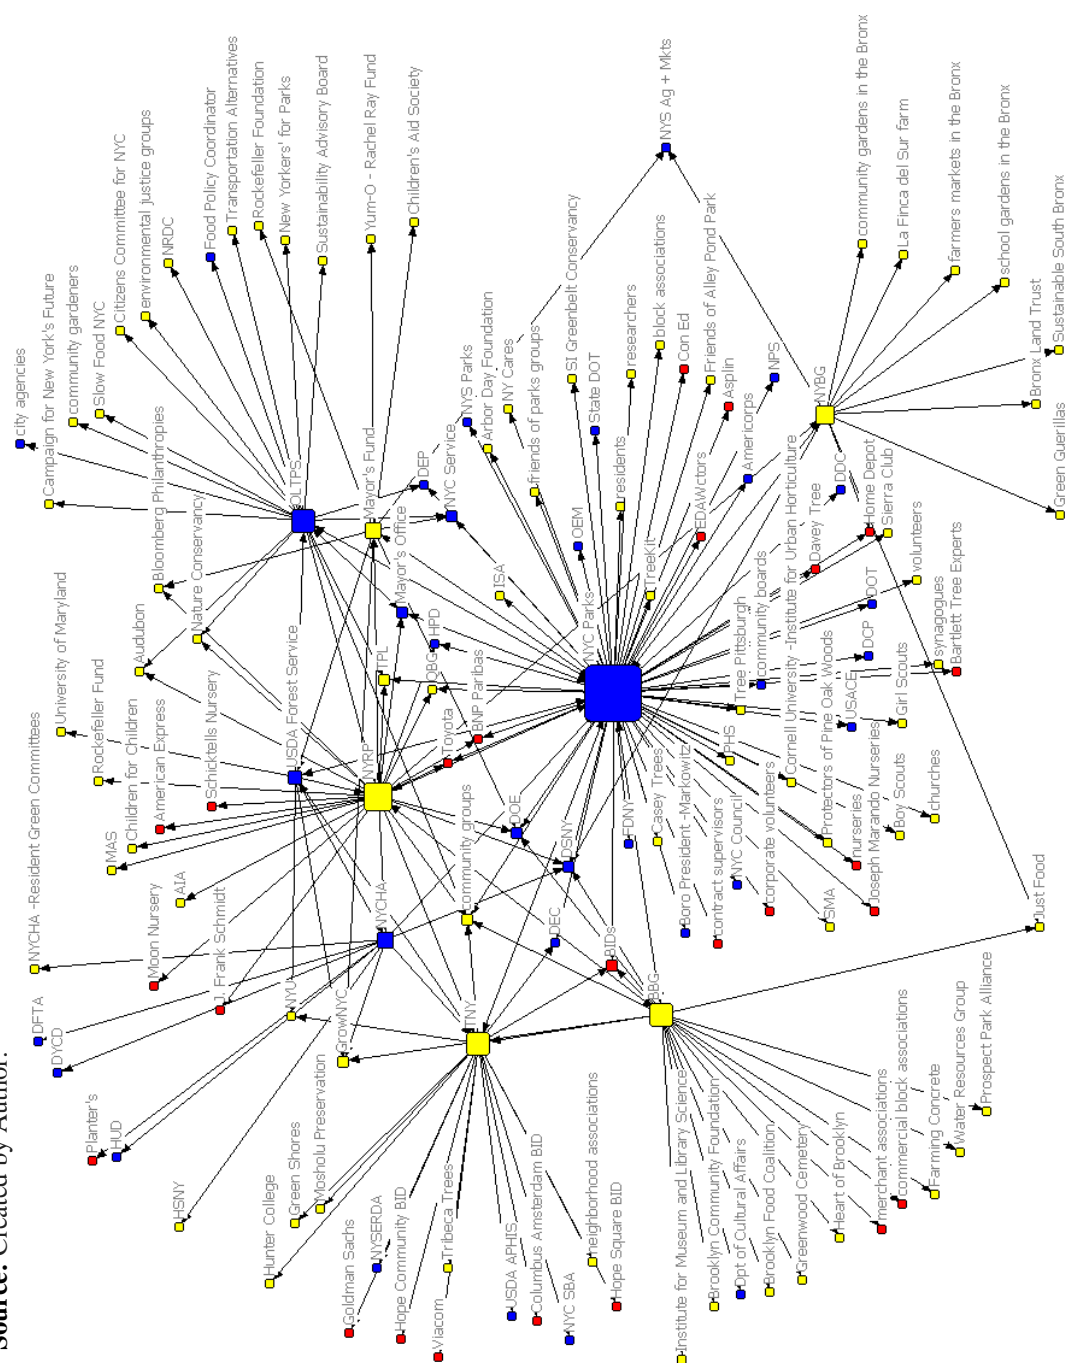 Source: Created by Author.
city agencies
Campaign for New York's Future
community gardeners
Slow Food NYC
Citizens Committee for NYC
environmental justice groups
NRDC
Food Policy Coordinator
Transportation Alternatives
Rockefeller Foundation
New Yorkers' for Parks
Sustainability Advisory Board
Yum-O - Rachel Ray Fund
Children's Aid Society
Bloomberg Philanthropies
Nature Conservancy
OLTPS
Mayor's Fund
Mayor's Office
DEP
NYC Service
NYS Parks
Arbor Day Foundation
NY Cares
friends of parks groups
SI Greenbelt Conservancy
State DOT
researchers
block associations
Con Ed
Friends of Alley Pond Park
Asplin
NPS
NYS Ag + Mkts
community gardens in the Bronx
La Finca del Sur farm
farmers markets in the Bronx
school gardens in the Bronx
Bronx Land Trust
Sustainable South Bronx
Green Guerillas
NYBG
University of Maryland
Rockefeller Fund
Audubon
Children for Children
American Express
Schicktells Nursery
USDA Forest Service
MAS
AIA
NYRP
TPL
HPD
QBG
Toyota
BNP Paribas
ISA
OEM
residents
TreeKit
EDAWctors
Americorps
DDC
Home Depot
Sierra Club
Davey Tree
Cornell University -Institute for Urban Horticulture
community boards
Tree Pittsburgh
NYC Parks
volunteers
DOT
synagogues
Bartlett Tree Experts
DCP
Girl Scouts
USACE
PHS
Protectors of Pine Oak Woods
nurseries
Boy Scouts
churches
Joseph Marando Nurseries
SMA
corporate volunteers
NYC Council
contract supervisors
Boro President -Markowitz
Casey Trees
FDNY
DSNY
DOE
community groups
DEC
BIDs
NYCHA -Resident Green Committees
Moon Nursery
J. Frank Schmidt
NYCHA
DFTA
DYCD
NYU
GrowNYC
Planter's
HUD
HSNY
TNY
BBG
Just Food
Hunter College
Green Shores
Mosholu Preservation
Goldman Sachs
NYSERDA
Hope Community BID
Tribeca Trees
Viacom
USDA APHIS
Columbus Amsterdam BID
NYC SBA
neighborhood associations
Hope Square BID
Institute for Museum and Library Science
Brooklyn Community Foundation
Dpt of Cultural Affairs
Brooklyn Food Coalition
Greenwood Cemetery
Heart of Brooklyn
merchant associations
commercial block associations
Farming Concrete
Water Resources Group
Prospect Park Alliance